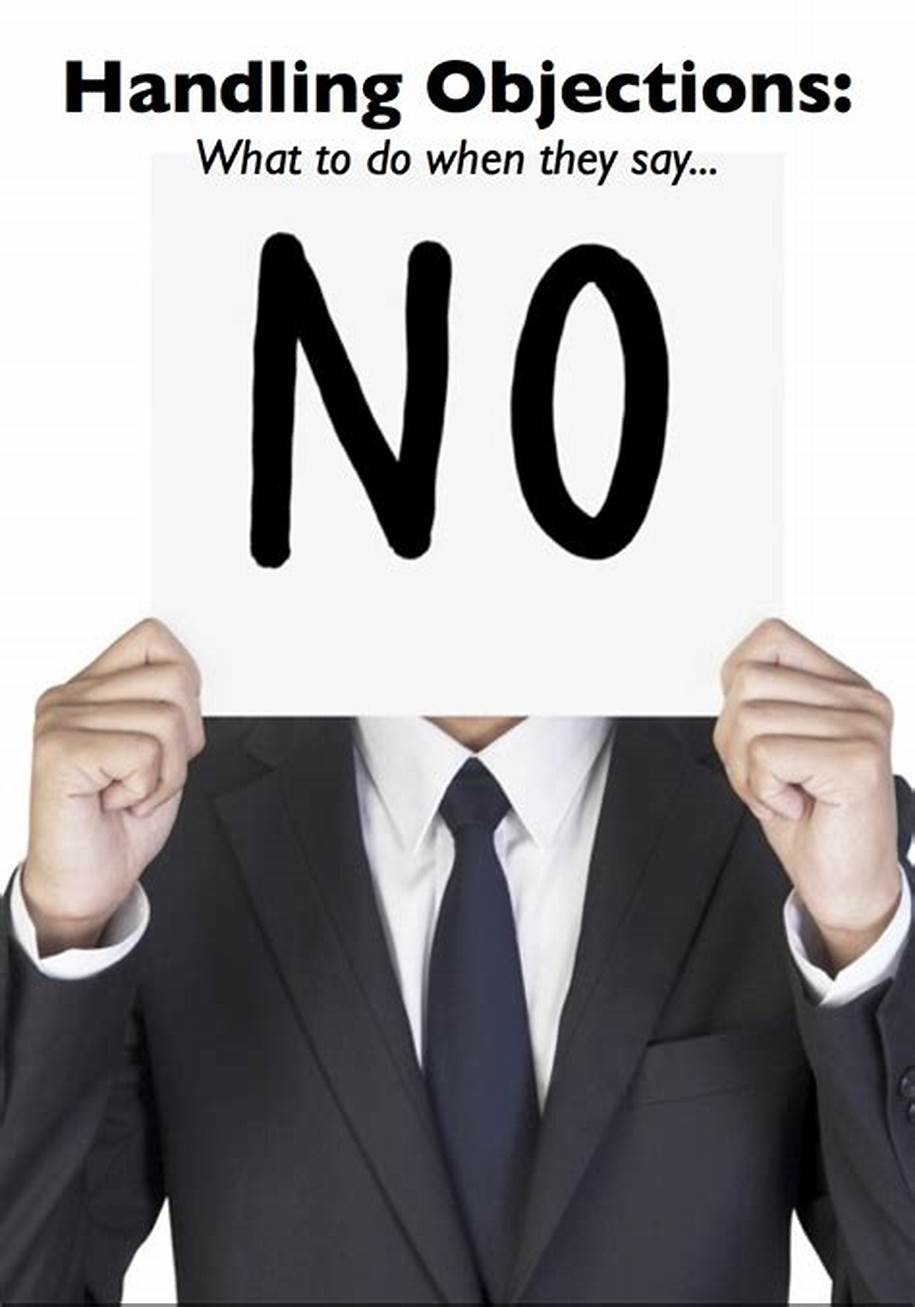 Handling Objections:
What to do when they say...
NO